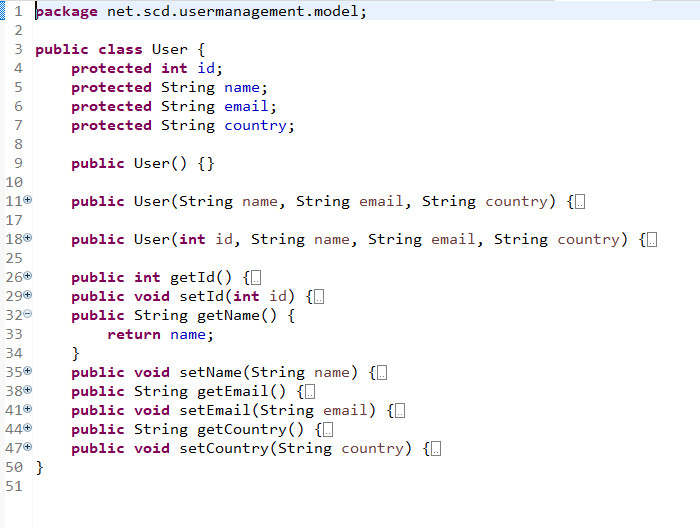 1 package net.scd.usermanagement.model;
2
3 public class User {
4 protected int id;
5 protected String name;
6 protected String email;
7 protected String country;
8
9 public User() {}
10
11 public User(String name, String email, String country) {..
17
18 public User(int id, String name, String email, String country) {..
25
26 public int getId() {..
29 public void setId(int id) {..
32 public String getName() {
33 return name;
34 }
35 public void setName(String name) {..
38 public String getEmail() {..
41 public void setEmail(String email) {..
44 public String getCountry() {..
47 public void setCountry(String country) {..
50 }
51